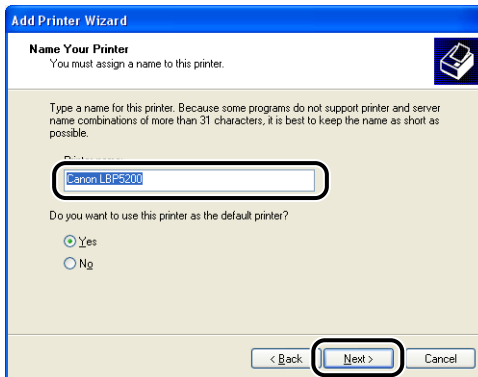 Add Printer Wizard
Name Your Printer
You must assign a name to this printer.
Type a name for this printer. Because some programs do not support printer and server
name combinations of more than 31 characters, it is best to keep the name as short as
possible.
Printer name:
Canon LBP5200
Do you want to use this printer as the default printer?
Yes
No
< Back
Next >
Cancel